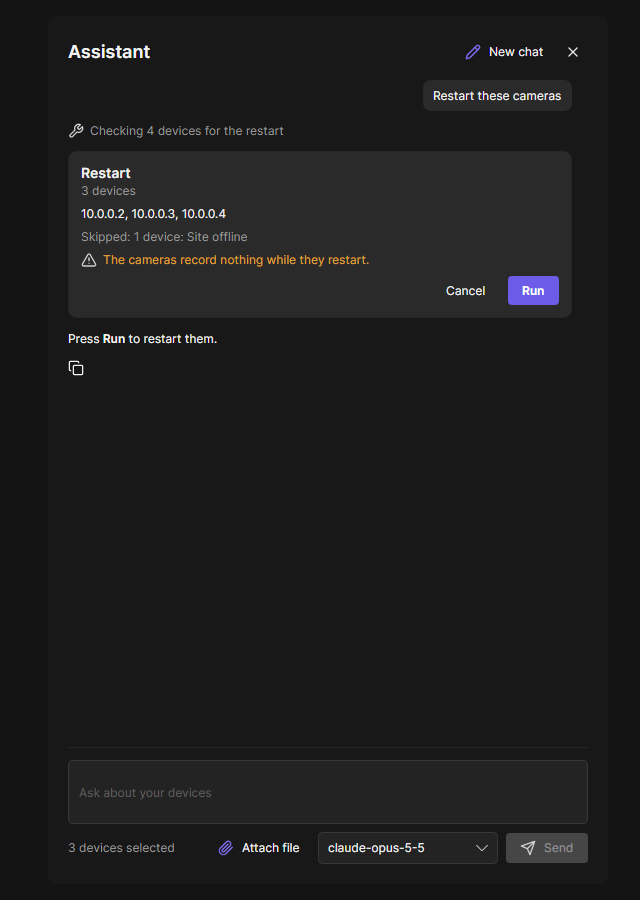 Assistant
New chat
Restart these cameras
Checking 4 devices for the restart
Restart
3 devices
10.0.0.2, 10.0.0.3, 10.0.0.4
Skipped: 1 device: Site offline
The cameras record nothing while they restart.
Cancel
Run
Press Run to restart them.
Ask about your devices
3 devices selected
Attach file
claude-opus-5-5
Send